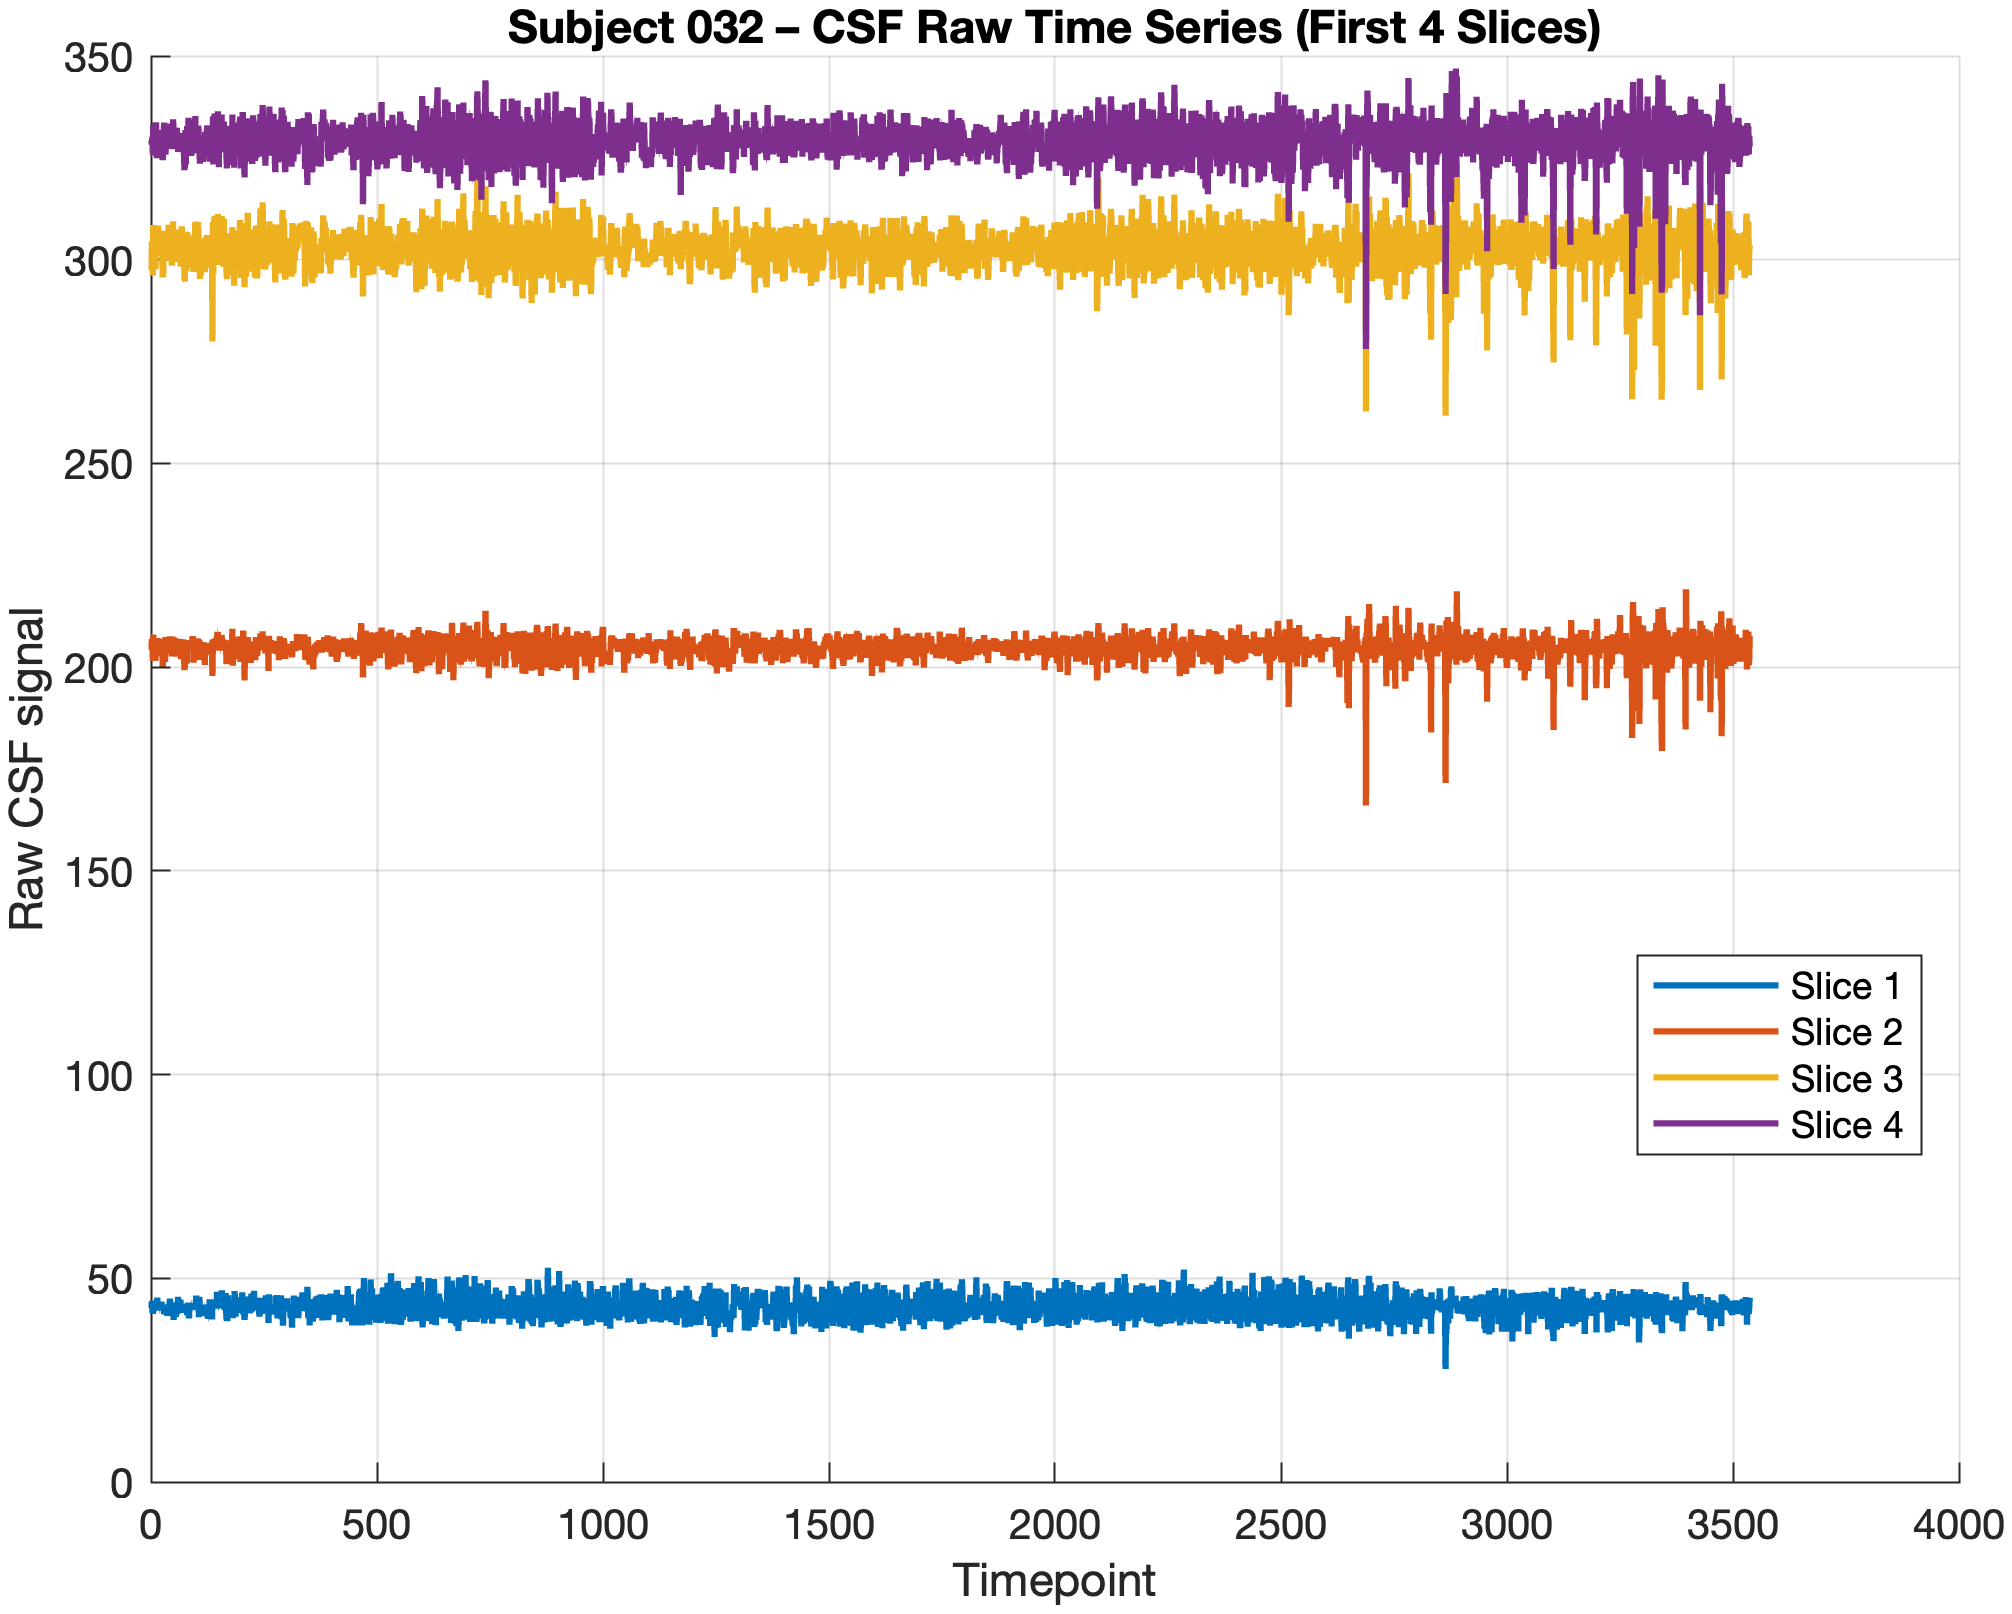 Subject 032 – CSF Raw Time Series (First 4 Slices)
350
300
250
200
150
100
50
0
Raw CSF signal
Slice 1
Slice 2
Slice 3
Slice 4
0 500 1000 1500 2000 2500 3000 3500 4000
Timepoint